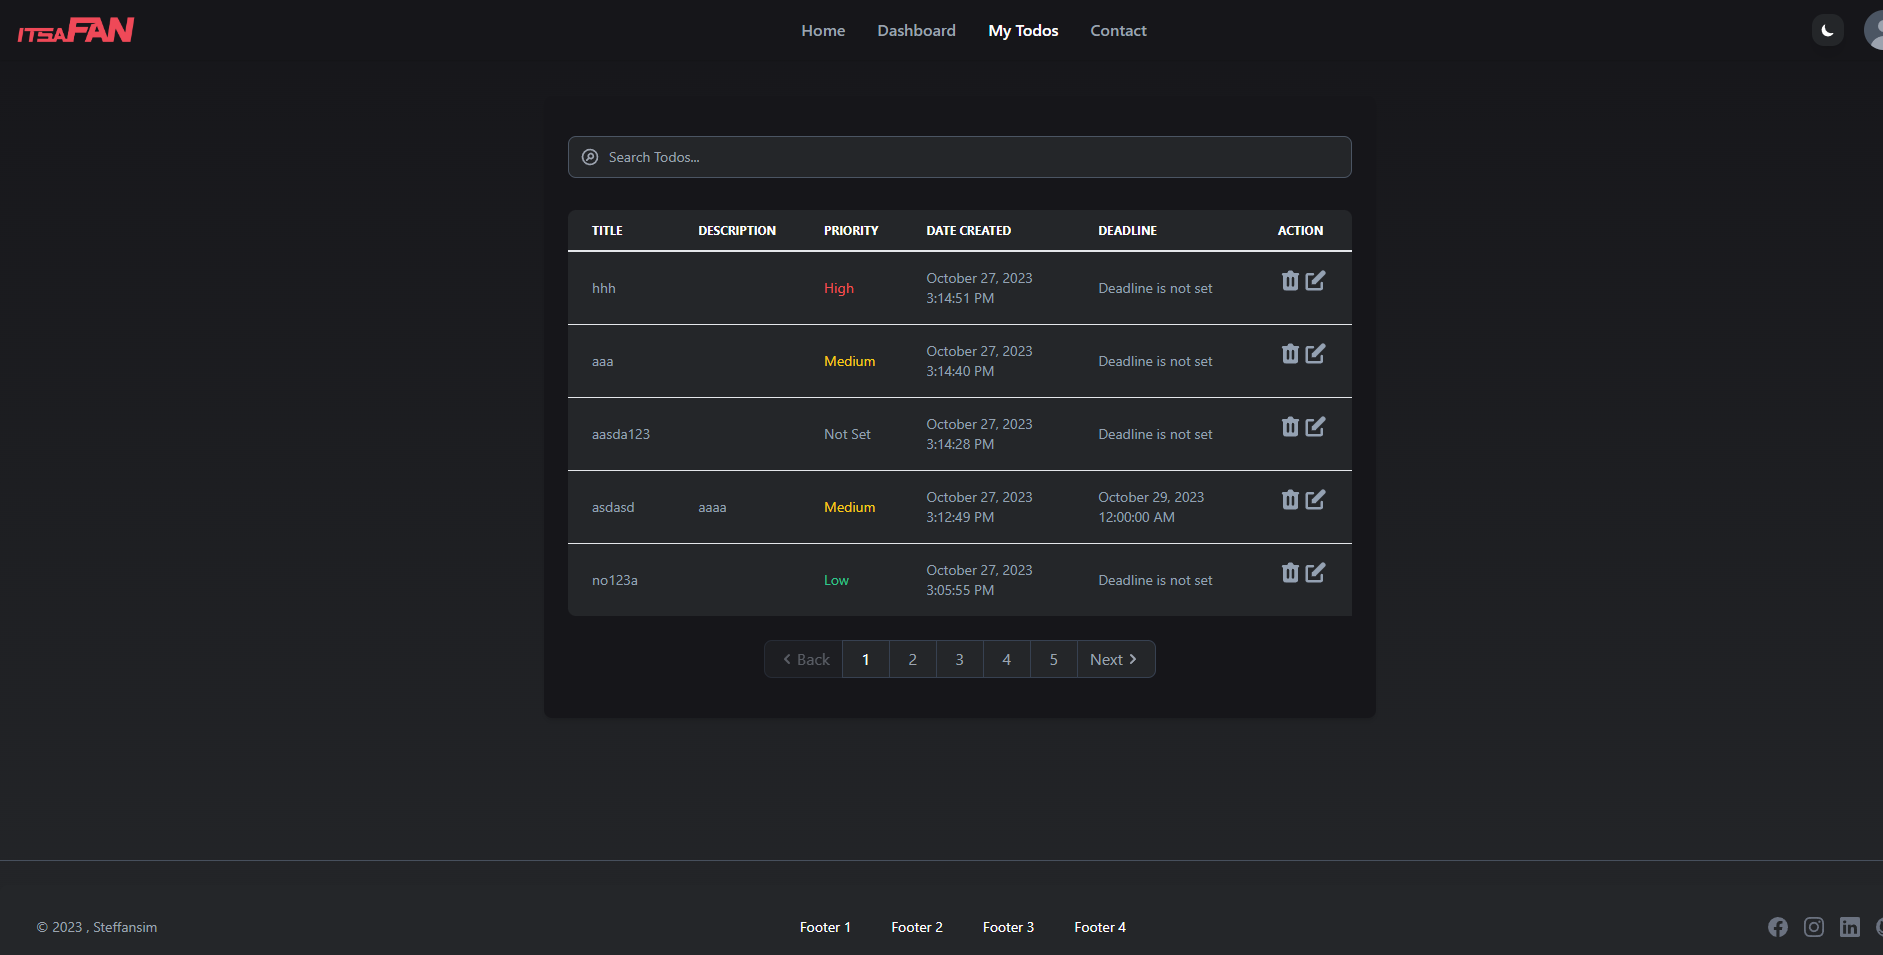 ITSAFAN
Home Dashboard My Todos Contact
Search Todos...
TITLE DESCRIPTION PRIORITY DATE CREATED DEADLINE ACTION
hhh High October 27, 2023 3:14:51 PM Deadline is not set
aaa Medium October 27, 2023 3:14:40 PM Deadline is not set
aasda123 Not Set October 27, 2023 3:14:28 PM Deadline is not set
asdasd aaaa Medium October 27, 2023 3:12:49 PM October 29, 2023 12:00:00 AM
no123a Low October 27, 2023 3:05:55 PM Deadline is not set
Back 1 2 3 4 5 Next
© 2023 , Steffansim Footer 1 Footer 2 Footer 3 Footer 4